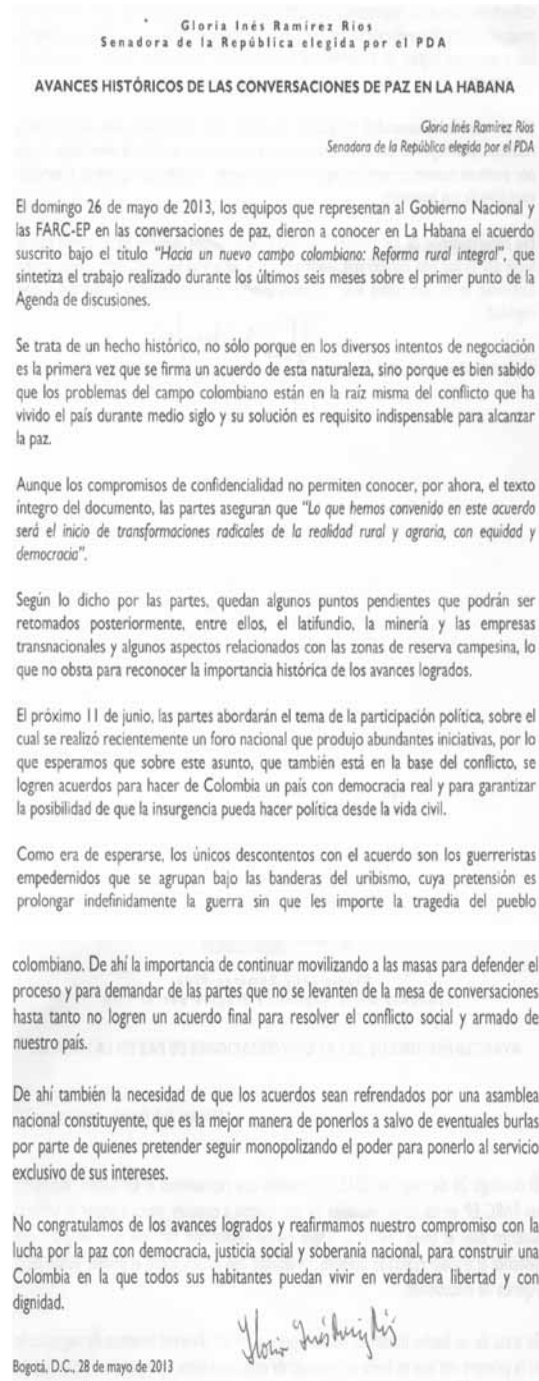 Gloria Inés Ramírez Ríos
Senadora de la República elegida por el PDA
AVANCES HISTÓRICOS DE LAS CONVERSACIONES DE PAZ EN LA HABANA
Gloria Inés Ramírez Ríos
Senadora de la República elegida por el PDA
El domingo 26 de mayo de 2013, los equipos que representan al Gobierno Nacional y
las FARC-EP en las conversaciones de paz, dieron a conocer en La Habana el acuerdo
suscrito bajo el título "Hacia un nuevo campo colombiano: Reforma rural integral", que
sintetiza el trabajo realizado durante los últimos seis meses sobre el primer punto de la
Agenda de discusiones.
Se trata de un hecho histórico, no sólo porque en los diversos intentos de negociación
es la primera vez que se firma un acuerdo de esta naturaleza, sino porque es bien sabido
que los problemas del campo colombiano están en la raíz misma del conflicto que ha
vivido el país durante medio siglo y su solución es requisito indispensable para alcanzar
la paz.
Aunque los compromisos de confidencialidad no permiten conocer, por ahora, el texto
íntegro del documento, las partes aseguran que "Lo que hemos convenido en este acuerdo
será el inicio de transformaciones radicales de la realidad rural y agraria, con equidad y
democracia".
Según lo dicho por las partes, quedan algunos puntos pendientes que podrán ser
retomados posteriormente, entre ellos, el latifundio, la minería y las empresas
transnacionales y algunos aspectos relacionados con las zonas de reserva campesina, lo
que no obsta para reconocer la importancia histórica de los avances logrados.
El próximo 11 de junio, las partes abordarán el tema de la participación política, sobre el
cual se realizó recientemente un foro nacional que produjo abundantes iniciativas, por lo
que esperamos que sobre este asunto, que también está en la base del conflicto, se
logren acuerdos para hacer de Colombia un país con democracia real y para garantizar
la posibilidad de que la insurgencia pueda hacer política desde la vida civil.
Como era de esperarse, los únicos descontentos con el acuerdo son los guerreristas
empedernidos que se agrupan bajo las banderas del uribismo, cuya pretensión es
prolongar indefinidamente la guerra sin que les importe la tragedia del pueblo
colombiano. De ahí la importancia de continuar movilizando a las masas para defender el
proceso y para demandar de las partes que no se levanten de la mesa de conversaciones
hasta tanto no logren un acuerdo final para resolver el conflicto social y armado de
nuestro país.
De ahí también la necesidad de que los acuerdos sean refrendados por una asamblea
nacional constituyente, que es la mejor manera de ponerlos a salvo de eventuales burlas
por parte de quienes pretender seguir monopolizando el poder para ponerlo al servicio
exclusivo de sus intereses.
No congratulamos de los avances logrados y reafirmamos nuestro compromiso con la
lucha por la paz con democracia, justicia social y soberanía nacional, para construir una
Colombia en la que todos sus habitantes puedan vivir en verdadera libertad y con
dignidad.
Bogotá, D.C., 28 de mayo de 2013